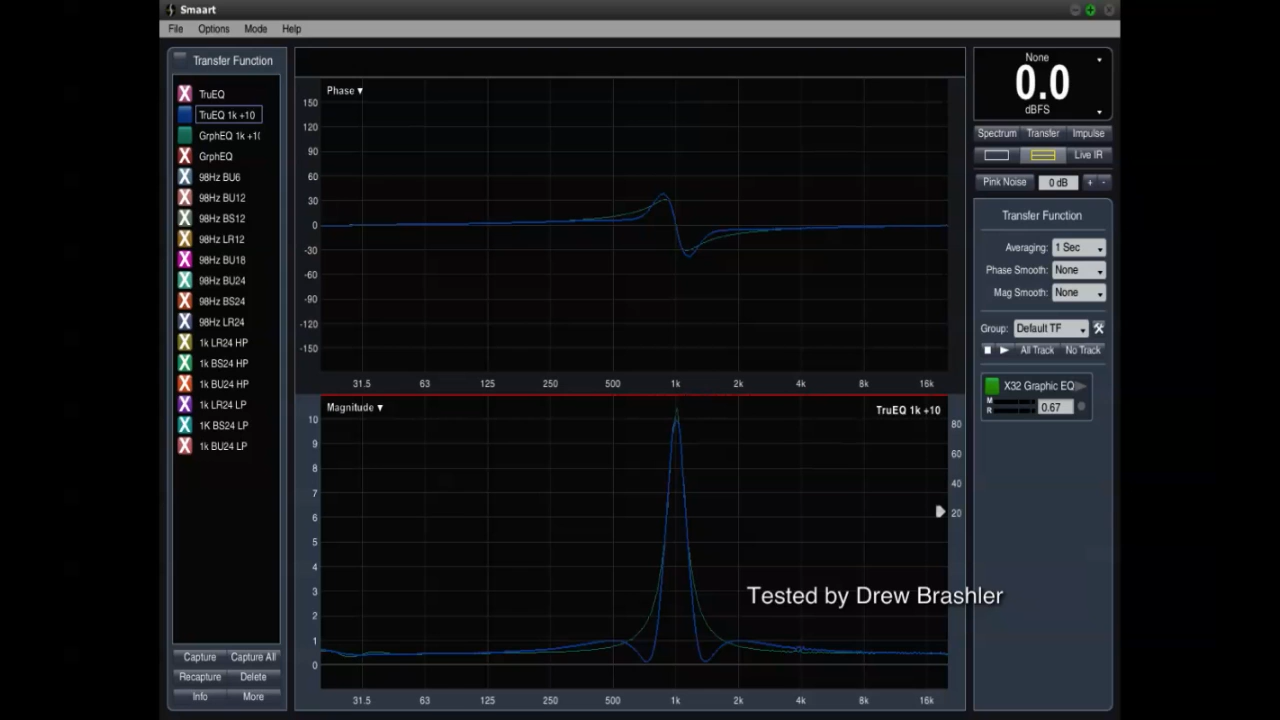 Smaart
File Options Mode Help
Transfer Function
TruEQ
TruEQ 1k +10
GrphEQ 1k +1(
GrphEQ
98Hz BU6
98Hz BU12
98Hz BS12
98Hz LR12
98Hz BU18
98Hz BU24
98Hz BS24
98Hz LR24
1k LR24 HP
1k BS24 HP
1k BU24 HP
1k LR24 LP
1K BS24 LP
1k BU24 LP
Capture Capture All
Recapture Delete
Info More
Phase
150
120
90
60
30
0
-30
-60
-90
-120
-150
31.5 63 125 250 500 1k 2k 4k 8k 16k
Magnitude
TruEQ 1k +10
10
9
8
7
6
5
4
3
2
1
0
80
60
40
20
31.5 63 125 250 500 1k 2k 4k 8k 16k
Tested by Drew Brashler
None
0.0
dBFS
Spectrum Transfer Impulse
Live IR
Pink Noise 0 dB + -
Transfer Function
Averaging: 1 Sec
Phase Smooth: None
Mag Smooth: None
Group: Default TF
All Track No Track
X32 Graphic EQ
M
R
0.67